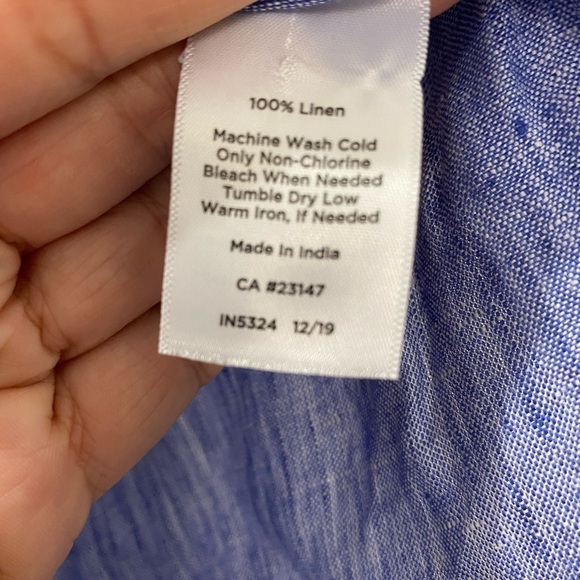 100% Linen
Machine Wash Cold
Only Non-Chlorine
Bleach When Needed
Tumble Dry Low
Warm Iron, If Needed
Made In India
CA #23147
IN5324 12/19